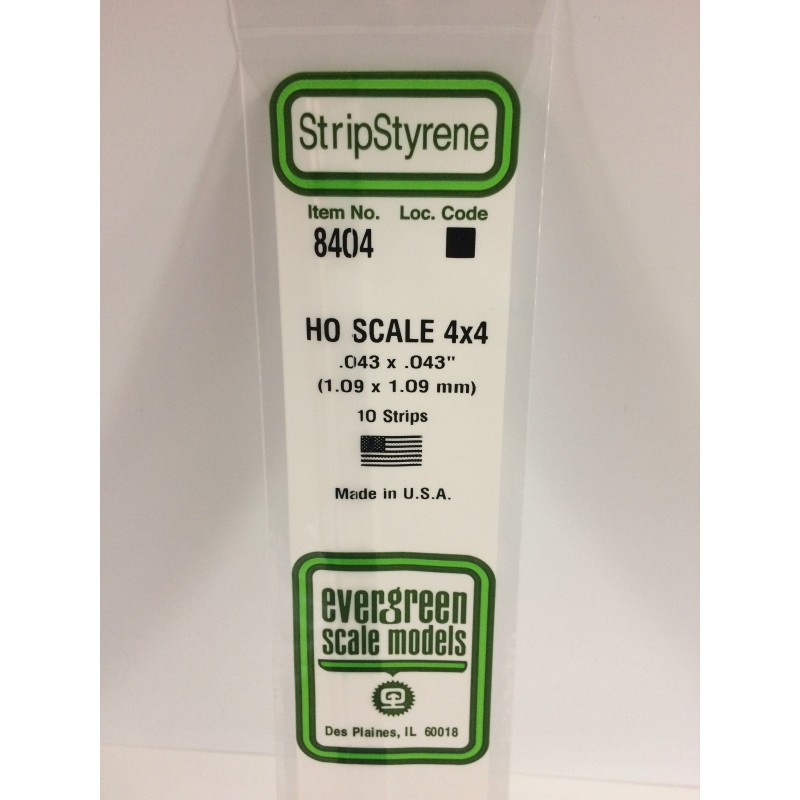 StripStyrene
Item No. Loc. Code
8404
HO SCALE 4x4
.043 x .043"
(1.09 x 1.09 mm)
10 Strips
Made in U.S.A.
evergreen
scale models
Des Plaines, IL 60018